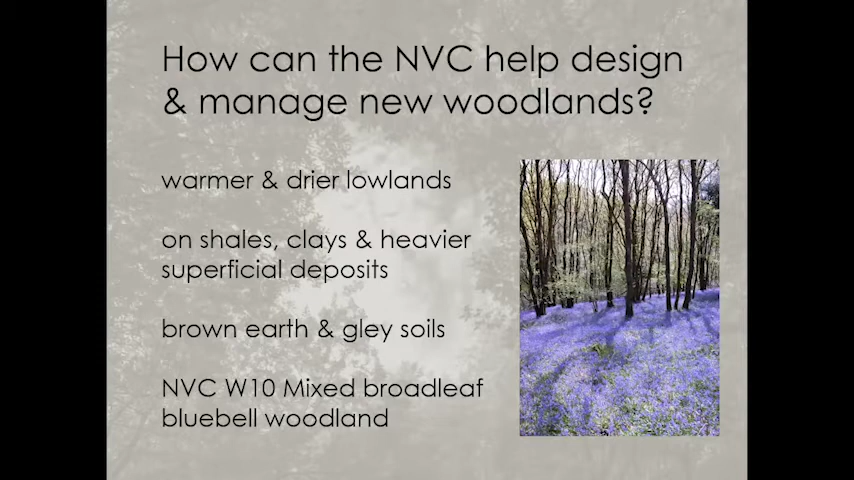 How can the NVC help design
& manage new woodlands?
warmer & drier lowlands
on shales, clays & heavier
superficial deposits
brown earth & gley soils
NVC W10 Mixed broadleaf
bluebell woodland